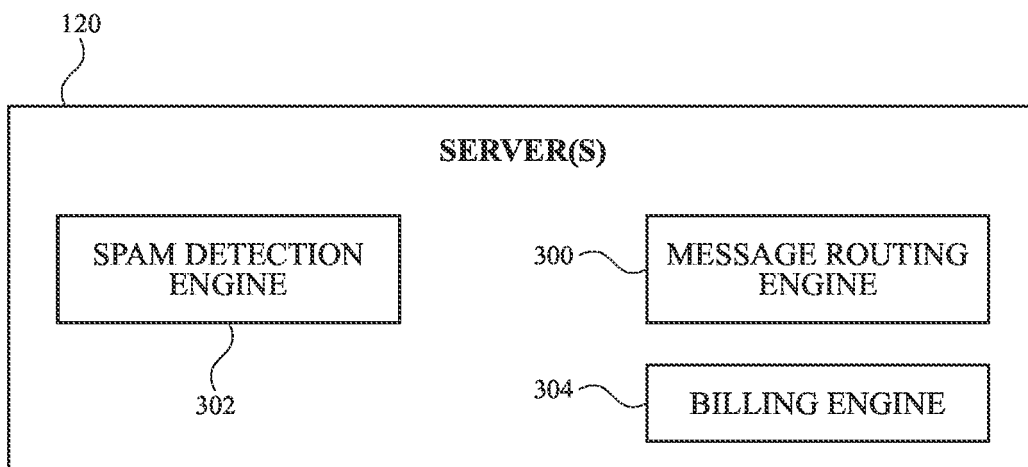 120
SERVER(S)
SPAM DETECTION
ENGINE
302
300
MESSAGE ROUTING
ENGINE
304
BILLING ENGINE